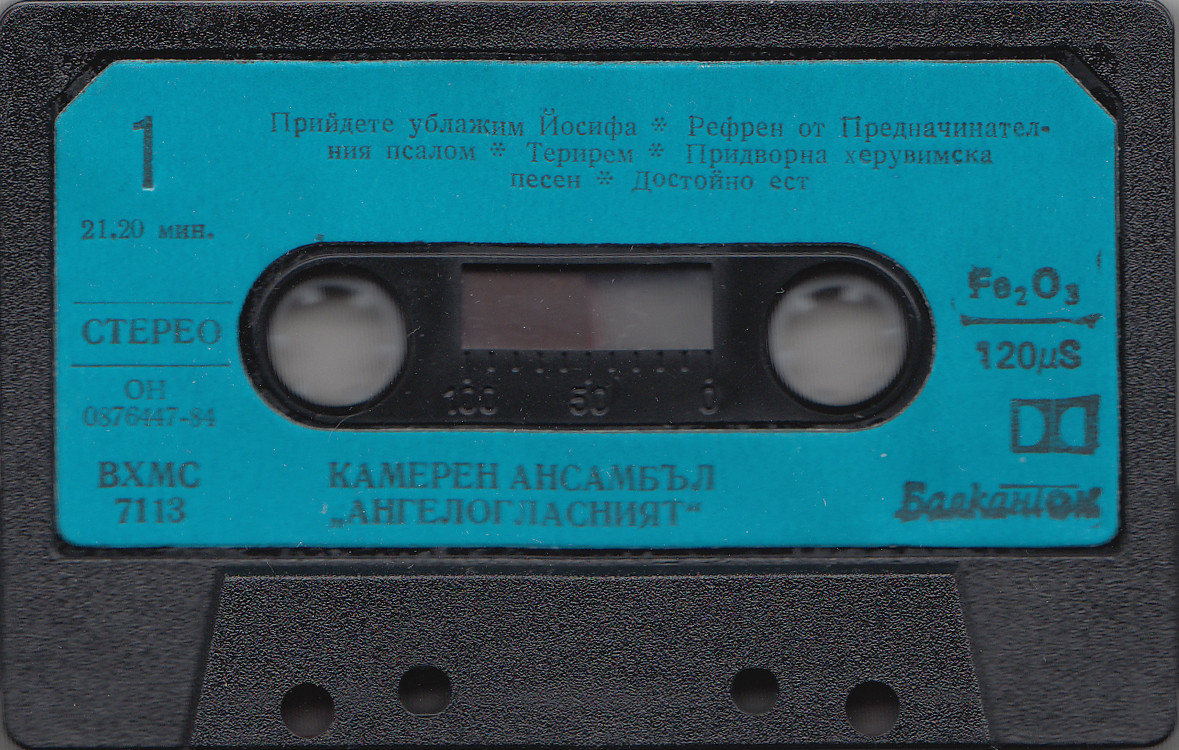 1
Прийдете ублажим Йосифа * Рефрен от Предначинател-
ния псалом * Терирем * Придворна херувимска
песен * Достойно ест
21.20 мин.
СТЕРЕО
ОН
0876447-84
ВХМС
7113
100 50 0
Fe₂O₃
120µS
КАМЕРЕН АНСАМБЪЛ
„АНГЕЛОГЛАСНИЯТ“
Балкантон